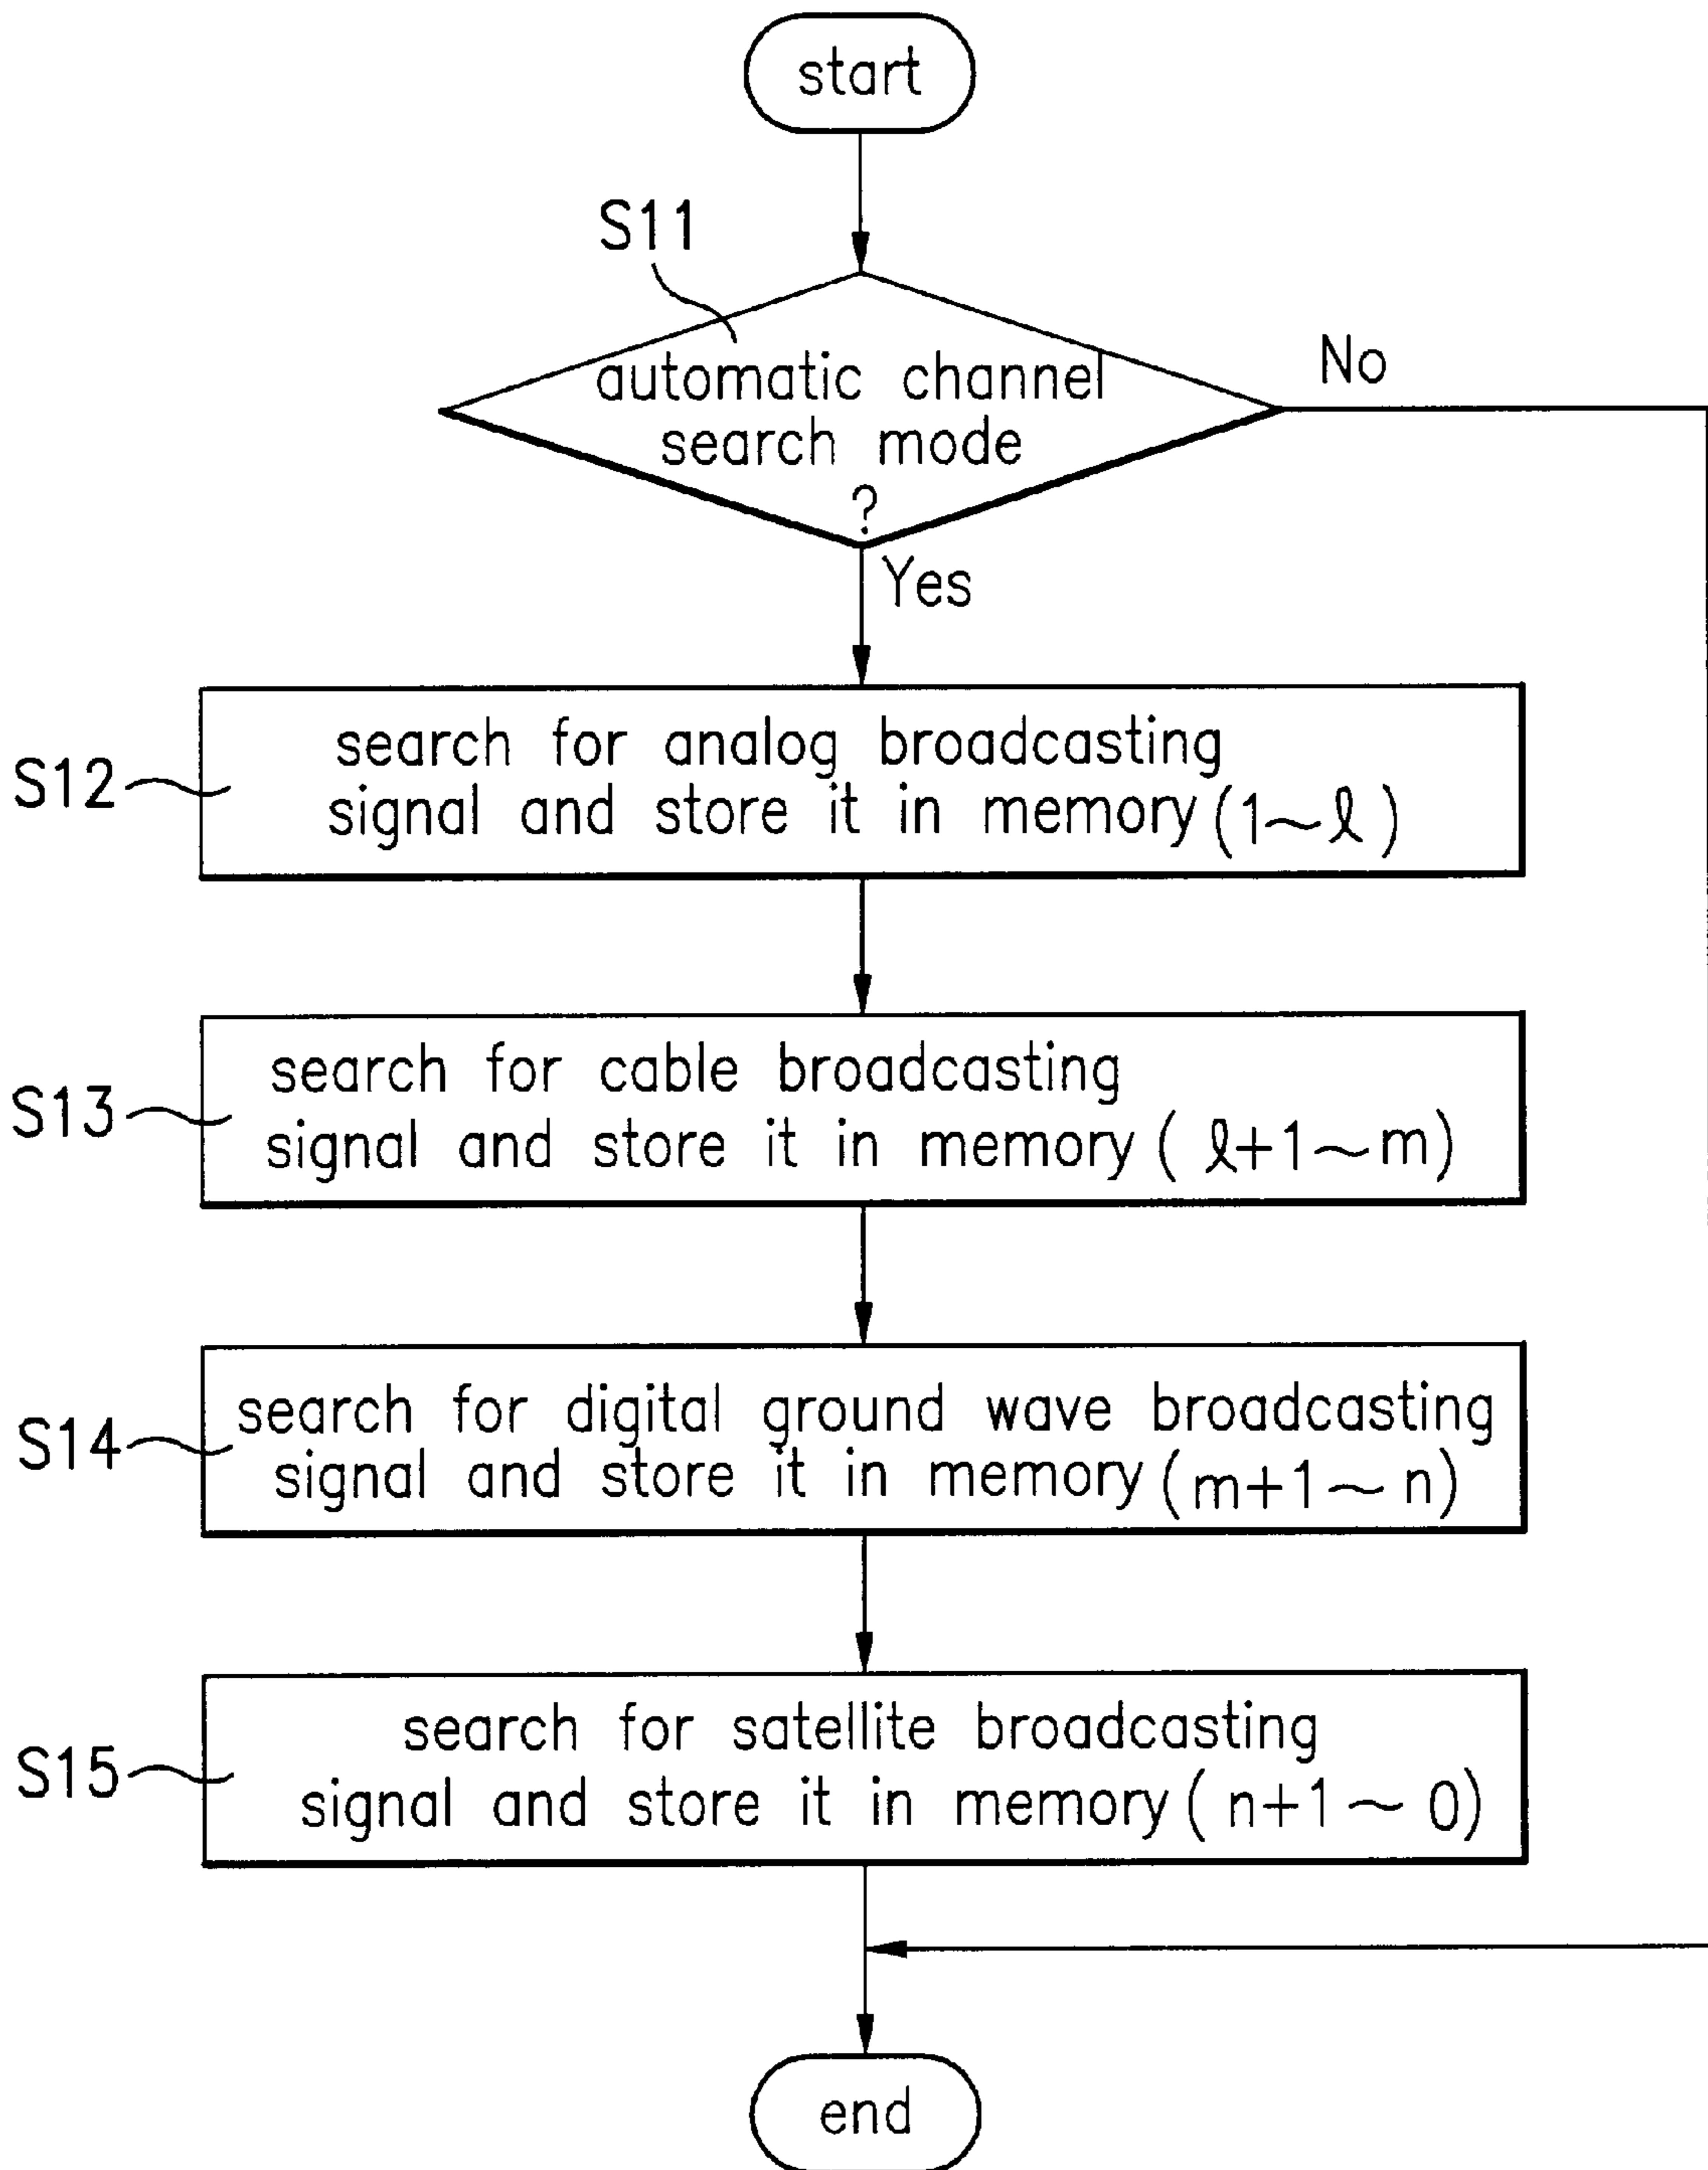 start
S11
automatic channel
search mode
?
No
Yes
S12
search for analog broadcasting
signal and store it in memory (1~ℓ)
S13
search for cable broadcasting
signal and store it in memory (ℓ+1~m)
S14
search for digital ground wave broadcasting
signal and store it in memory (m+1~n)
S15
search for satellite broadcasting
signal and store it in memory (n+1~0)
end